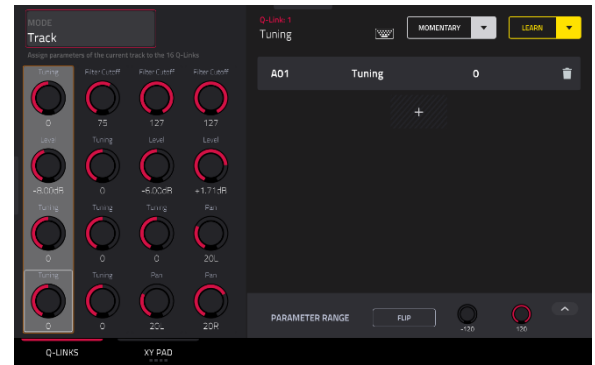 MODE
Track
Assign parameters of the current track to the 16 Q-Links
Tuning Filter Cutoff Filter Cutoff Filter Cutoff
0 75 127 127
Level Tuning Level Level
-6.00dB 0 -6.00dB +1.71dB
Tuning Tuning Tuning Pan
0 0 0 20L
Tuning Tuning Pan Pan
0 0 20L 20R
Q-LINKS XY PAD
Q-Link: 1
Tuning
MOMENTARY
LEARN
A01 Tuning 0
+
PARAMETER RANGE FLIP -120 120